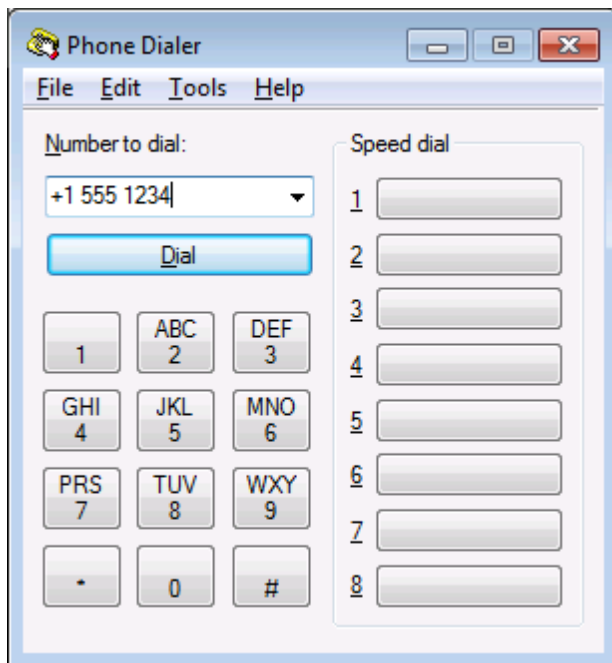 Phone Dialer
File Edit Tools Help
Number to dial:
+1 555 1234
Dial
1
ABC
2
DEF
3
GHI
4
JKL
5
MNO
6
PRS
7
TUV
8
WXY
9
*
0
#
Speed dial
1
2
3
4
5
6
7
8